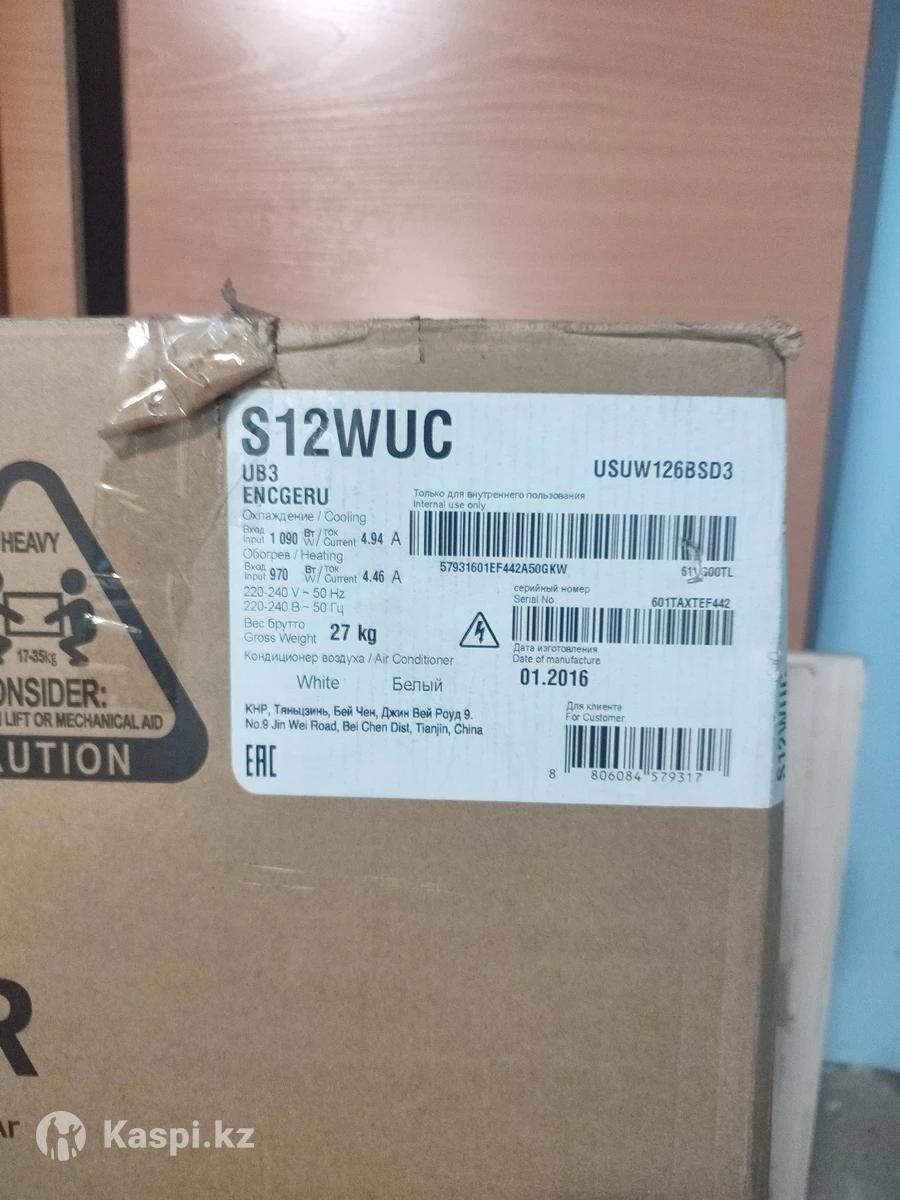 S12WUC
UB3
USUW126BSD3
ENCGERU
Только для внутреннего пользования
Internal use only
Охлаждение / Cooling
Вход Input 1 090 Вт/W ток/Current 4.94 A
Обогрев / Heating
57931601EF442A50GKW
Вход Input 970 Вт/W ток/Current 4.46 A
220-240 V ~ 50 Hz
220-240 В ~ 50 Гц
серийный номер
Serial No.
601TAXTEF442
Вес брутто
Gross Weight 27 kg
Кондиционер воздуха / Air Conditioner
Дата изготовления
Date of manufacture
01.2016
White Белый
КНР, Тяньцзинь, Бей Чен, Джин Вей Роуд 9.
No.9 Jin Wei Road, Bei Chen Dist, Tianjin, China
Для клиента
For Customer
EAC
8 806084 579317
S12WUC
HEAVY
17-35kg
ONSIDER:
LIFT OR MECHANICAL AID
AUTION
R
Kaspi.kz